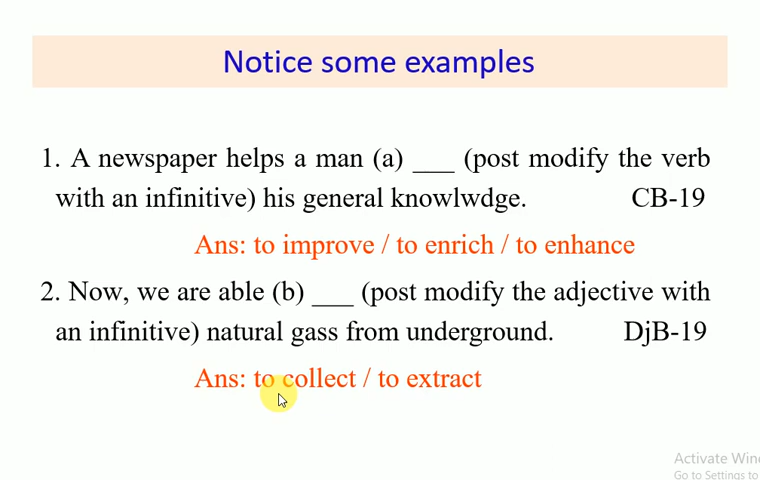 Notice some examples
1. A newspaper helps a man (a) ___ (post modify the verb
with an infinitive) his general knowlwdge. CB-19
Ans: to improve / to enrich / to enhance
2. Now, we are able (b) ___ (post modify the adjective with
an infinitive) natural gass from underground. DjB-19
Ans: to collect / to extract
Activate Win
Go to Settings to